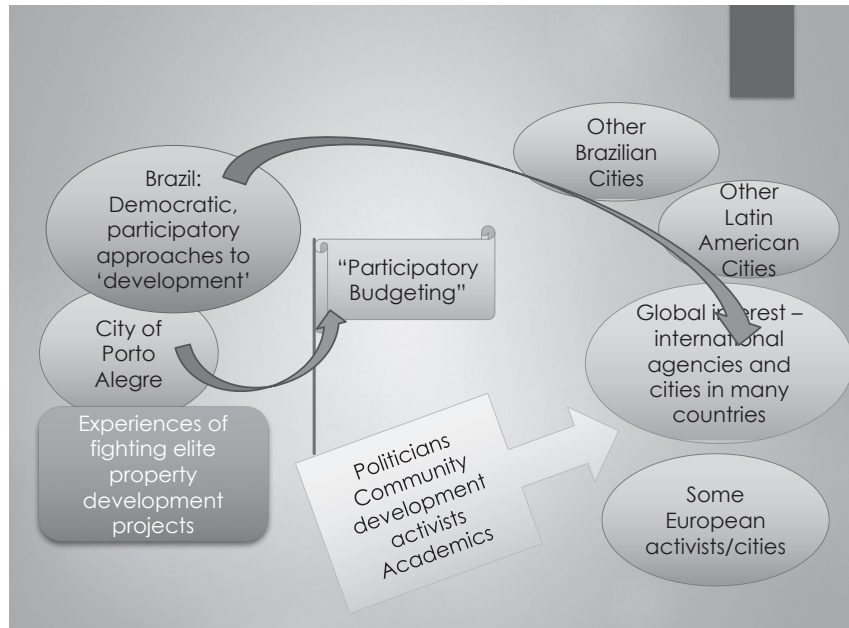 Brazil:
Democratic,
participatory
approaches to
‘development’
City of
Porto
Alegre
Experiences of
fighting elite
property
development
projects
“Participatory
Budgeting”
Politicians
Community
development
activists
Academics
Other
Brazilian
Cities
Other
Latin
American
Cities
Global interest –
international
agencies and
cities in many
countries
Some
European
activists/cities